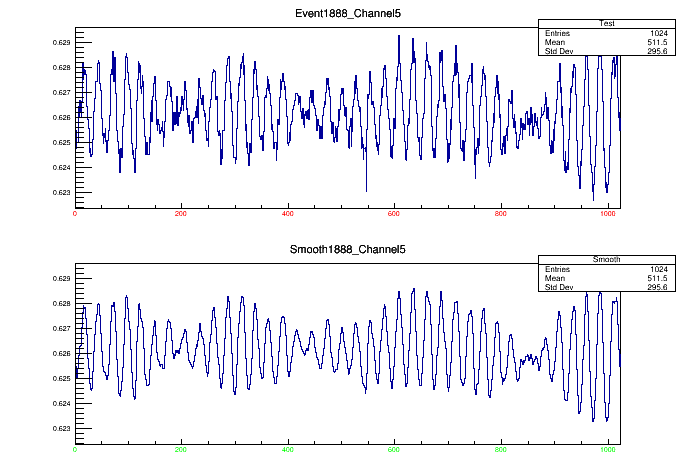 Event1888_Channel5
Test
Entries 1024
Mean 511.5
Std Dev 295.6
0.629
0.628
0.627
0.626
0.625
0.624
0.623
0 200 400 600 800 1000
Smooth1888_Channel5
Smooth
Entries 1024
Mean 511.5
Std Dev 295.6
0.629
0.628
0.627
0.626
0.625
0.624
0.623
0 200 400 600 800 1000